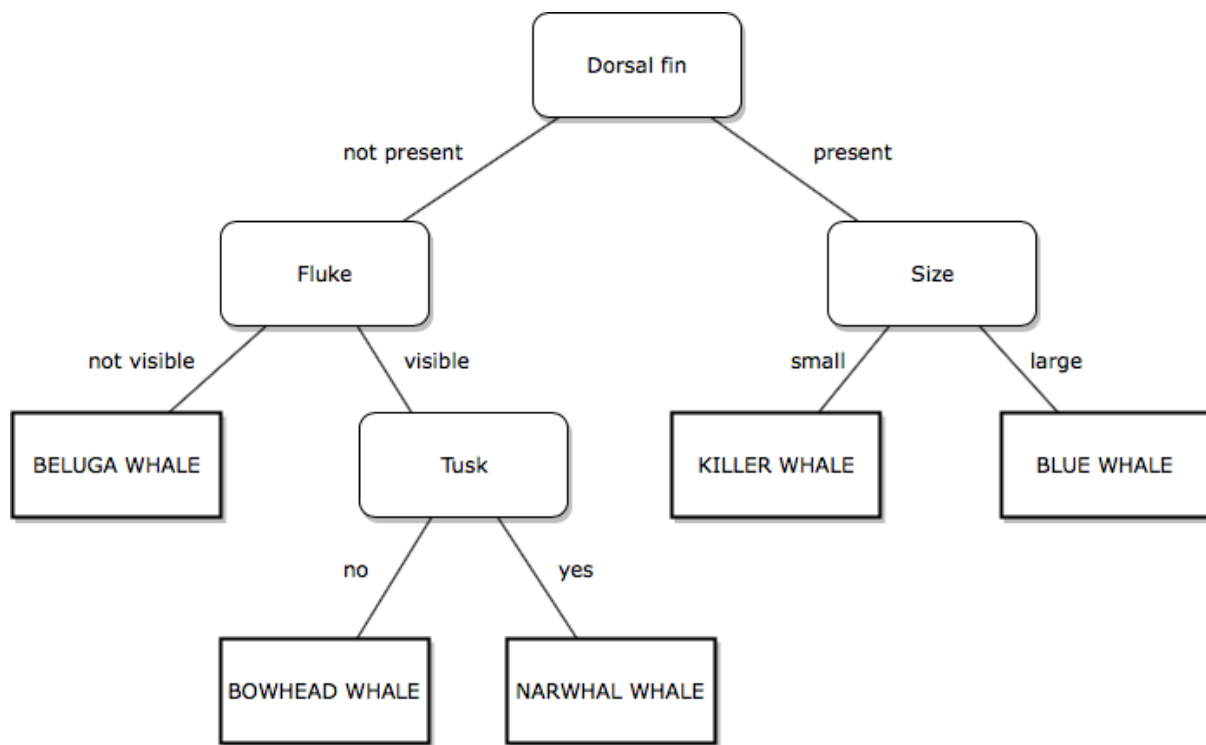 Dorsal fin
not present
present
Fluke
Size
not visible
visible
small
large
BELUGA WHALE
Tusk
KILLER WHALE
BLUE WHALE
no
yes
BOWHEAD WHALE
NARWHAL WHALE